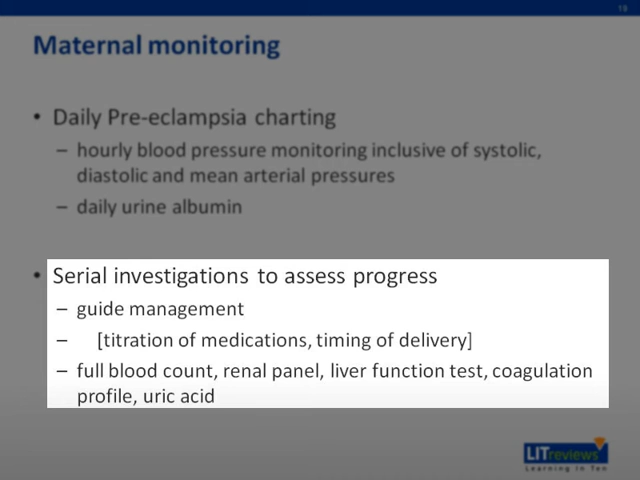 19
Maternal monitoring
• Daily Pre-eclampsia charting
– hourly blood pressure monitoring inclusive of systolic,
diastolic and mean arterial pressures
– daily urine albumin
• Serial investigations to assess progress
– guide management
– [titration of medications, timing of delivery]
– full blood count, renal panel, liver function test, coagulation
profile, uric acid
LITreviews
Learning In Ten